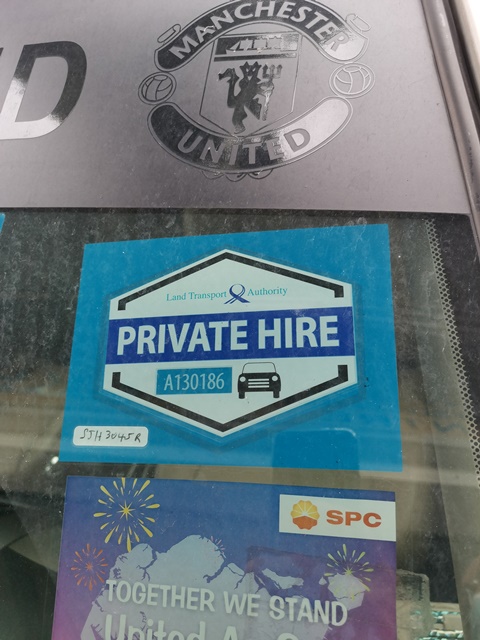 MANCHESTER
UNITED
Land Transport Authority
PRIVATE HIRE
A130186
SJH3045R
SPC
TOGETHER WE STAND